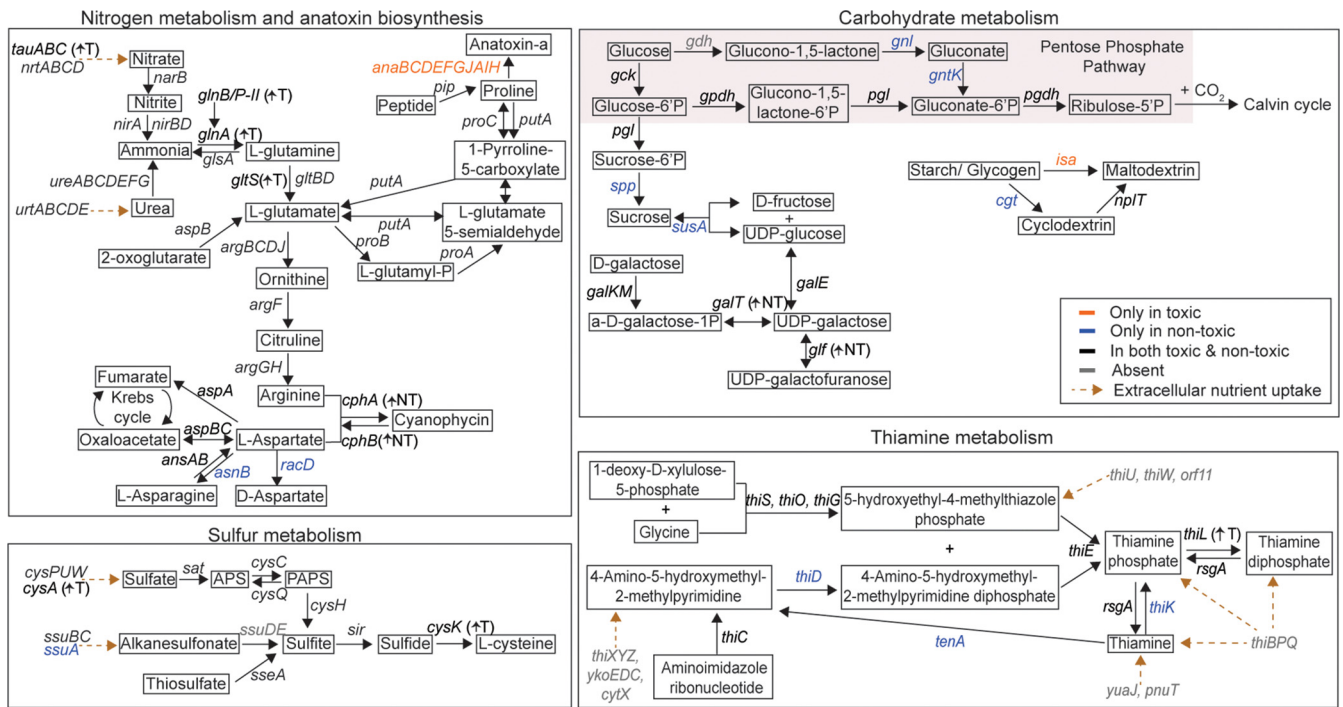 Nitrogen metabolism and anatoxin biosynthesis
tauABC (↑T)
nrtABCD
Nitrate
narB
Nitrite
nirA
nirBD
glnB/P-II (↑T)
Ammonia
glnA (↑T)
glsA
L-glutamine
ureABCDEFG
urtABCDE
Urea
gltS(↑T)
gltBD
L-glutamate
aspB
2-oxoglutarate
Anatoxin-a
anaBCDEFGJAIH
pip
Peptide
Proline
proC
putA
1-Pyrroline-
5-carboxylate
putA
putA
L-glutamate
5-semialdehyde
proB
proA
L-glutamyl-P
argBCDJ
Ornithine
argF
Citruline
argGH
Arginine
cphA (↑NT)
Cyanophycin
cphB(↑NT)
Fumarate
aspA
Krebs
cycle
Oxaloacetate
aspBC
L-Aspartate
ansAB
asnB
racD
L-Asparagine
D-Aspartate
Sulfur metabolism
cysPUW
cysA (↑T)
Sulfate
sat
APS
cysC
cysQ
PAPS
cysH
ssuBC
ssuA
Alkanesulfonate
ssuDE
Sulfite
sir
Sulfide
cysK (↑T)
L-cysteine
sseA
Thiosulfate
Carbohydrate metabolism
Glucose
gdh
Glucono-1,5-lactone
gnl
Gluconate
Pentose Phosphate
Pathway
gck
gntK
Glucose-6'P
gpdh
Glucono-1,5-
lactone-6'P
pgl
Gluconate-6'P
pgdh
Ribulose-5'P
+ CO2
Calvin cycle
pgl
Sucrose-6'P
spp
Sucrose
susA
D-fructose
+
UDP-glucose
Starch/ Glycogen
isa
Maltodextrin
cgt
nplT
Cyclodextrin
D-galactose
galKM
galE
a-D-galactose-1P
galT (↑NT)
UDP-galactose
glf (↑NT)
UDP-galactofuranose
Only in toxic
Only in non-toxic
In both toxic & non-toxic
Absent
Extracellular nutrient uptake
Thiamine metabolism
1-deoxy-D-xylulose-
5-phosphate
+
Glycine
thiS, thiO, thiG
5-hydroxyethyl-4-methylthiazole
phosphate
thiU, thiW, orf11
+
thiE
4-Amino-5-hydroxymethyl-
2-methylpyrimidine
thiD
4-Amino-5-hydroxymethyl-
2-methylpyrimidine diphosphate
Thiamine
phosphate
thiL (↑T)
rsgA
Thiamine
diphosphate
rsgA
thiK
tenA
Thiamine
thiBPQ
thiC
Aminoimidazole
ribonucleotide
thiXYZ,
ykoEDC,
cytX
yuaJ, pnuT